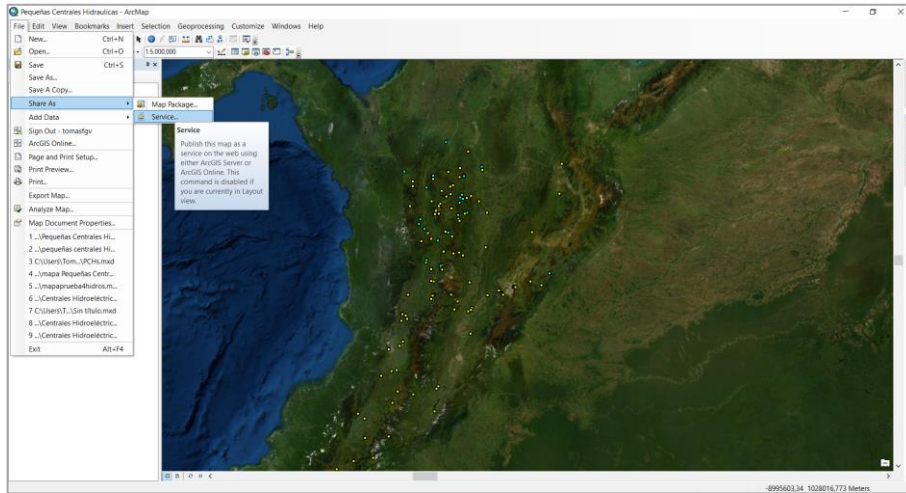 Pequeñas Centrales Hidraulicas - ArcMap
File Edit View Bookmarks Insert Selection Geoprocessing Customize Windows Help
New... Ctrl+N
Open... Ctrl+O
1:5.000.000
Save Ctrl+S
Save As...
Save A Copy...
Share As
Map Package...
Add Data
Service...
Sign Out - tomasfgv
ArcGIS Online...
Page and Print Setup...
Print Preview...
Print...
Export Map...
Analyze Map...
Map Document Properties...
Service
Publish this map as a
service on the web using
either ArcGIS Server or
ArcGIS Online. This
command is disabled if
you are currently in Layout
view.
1 ...\Pequeñas Centrales Hi...
2 ...\pequeñas centrales Hi...
3 C:\Users\Tom...\PCHs.mxd
4 ...\mapa Pequeñas Centr...
5 ...\mapaprueba4hidros.m...
6 ...\Centrales Hidroeléctric...
7 C:\Users\T...\Sin título.mxd
8 ...\Centrales Hidroeléctric...
9 ...\Centrales Hidroeléctric...
Exit Alt+F4
-8995603,34 1028016,773 Meters